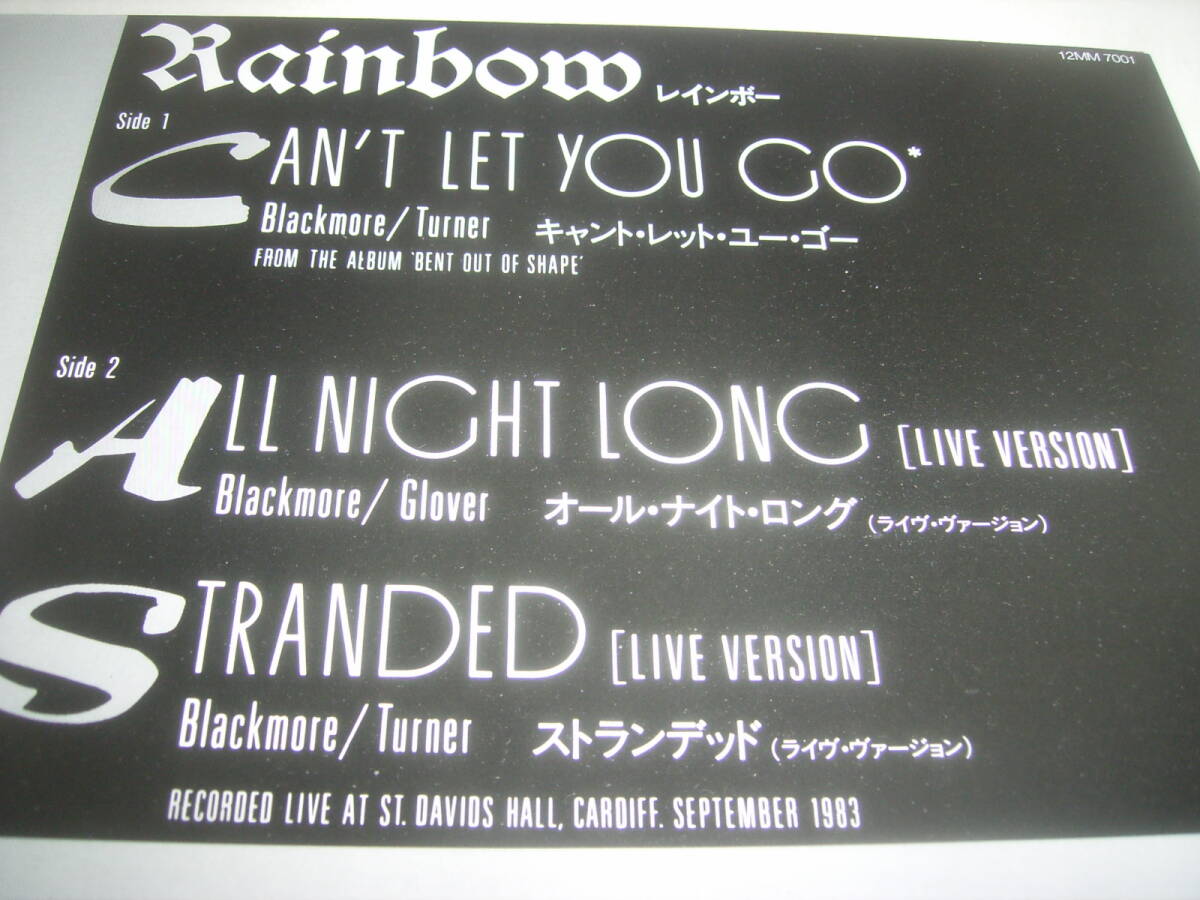 12MM 7001
Rainbow レインボー
Side 1
CAN'T LET YOU GO*
Blackmore/Turner キャント・レット・ユー・ゴー
FROM THE ALBUM 'BENT OUT OF SHAPE'
Side 2
ALL NIGHT LONG [LIVE VERSION]
Blackmore/Glover オール・ナイト・ロング (ライヴ・ヴァージョン)
STRANDED [LIVE VERSION]
Blackmore/Turner ストランデッド (ライヴ・ヴァージョン)
RECORDED LIVE AT ST. DAVIDS HALL, CARDIFF. SEPTEMBER 1983